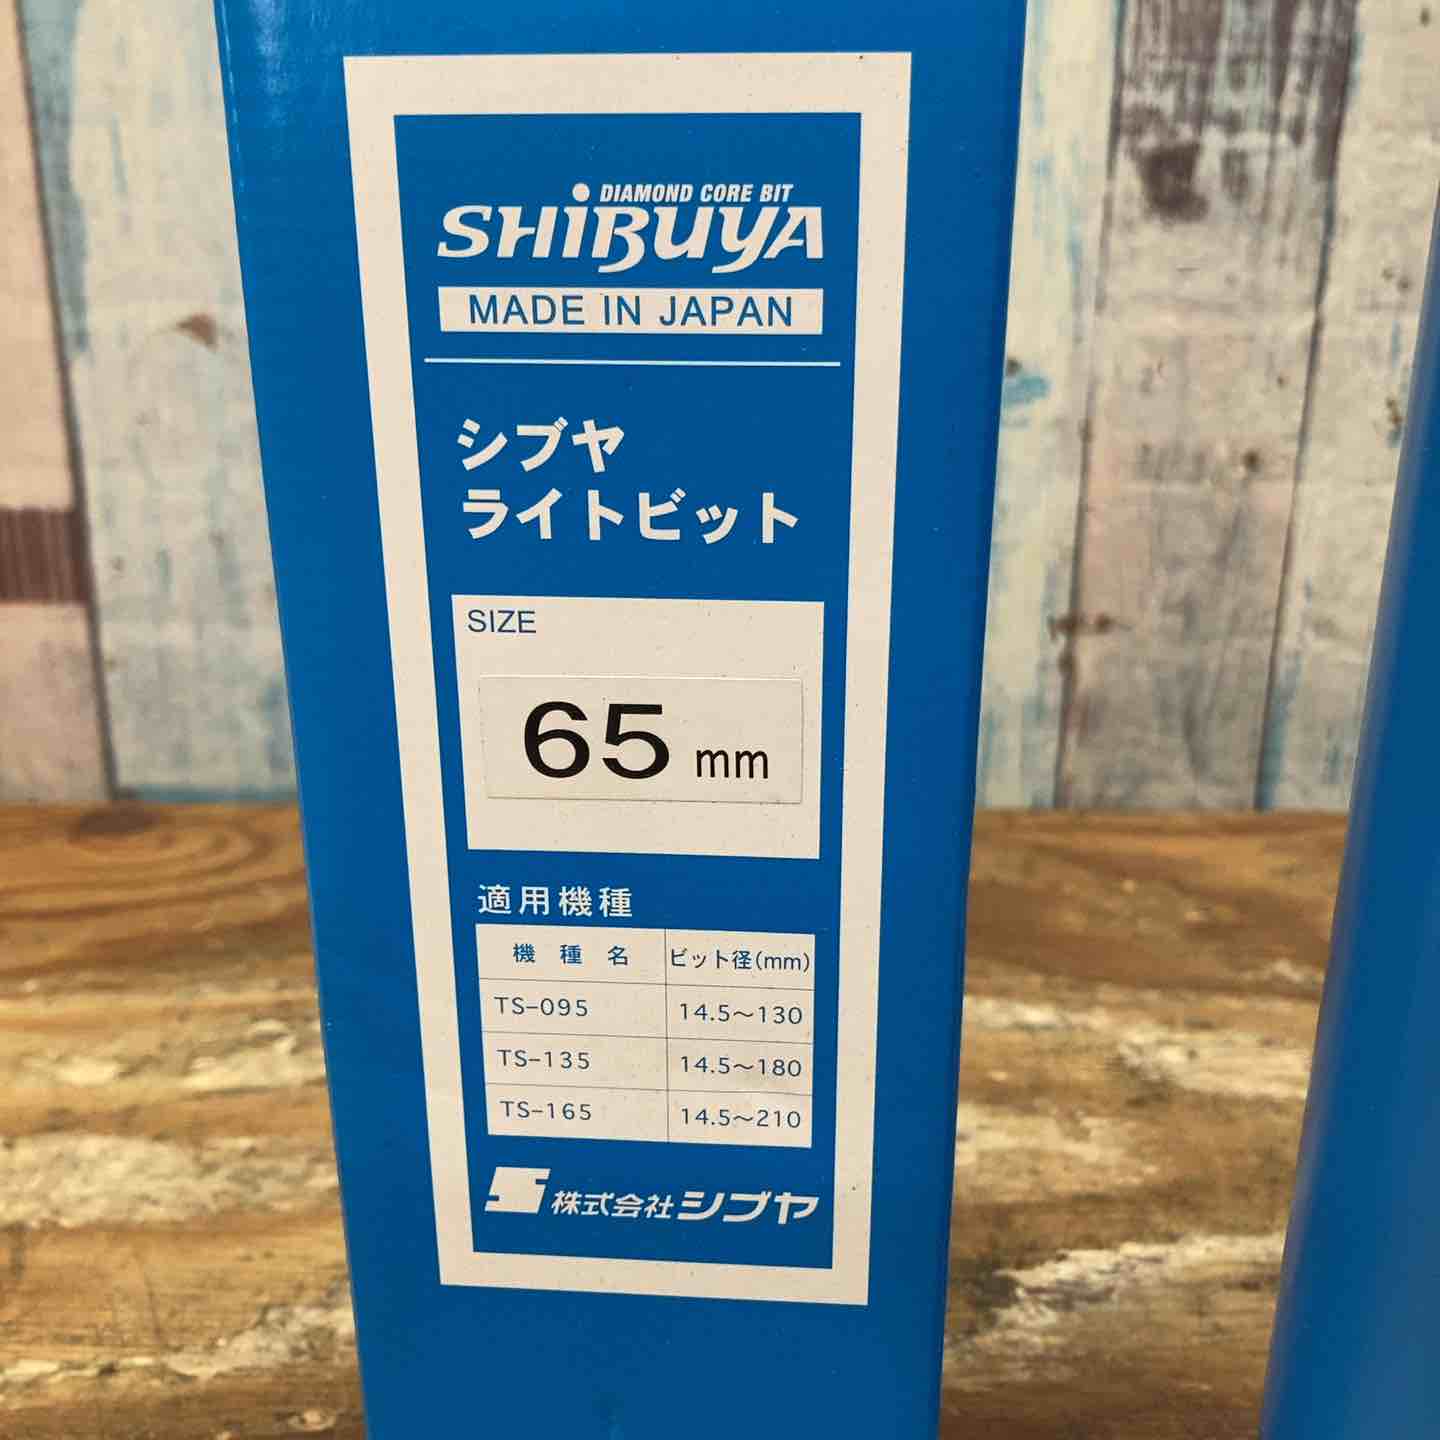 DIAMOND CORE BIT
SHIBUYA
MADE IN JAPAN
シブヤ
ライトビット
SIZE
65 mm
適用機種
機 種 名 ビット径(mm)
TS-095 14.5～130
TS-135 14.5～180
TS-165 14.5～210
S 株式会社シブヤ